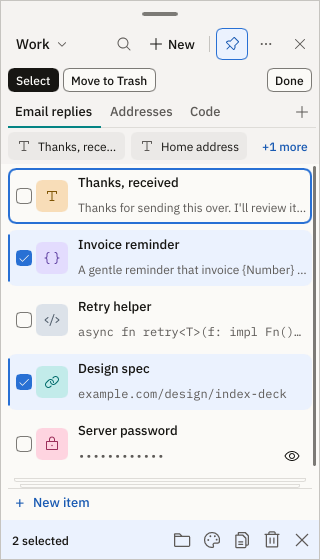 Work
New
Select
Move to Trash
Done
Email replies
Addresses
Code
T Thanks, rece...
T Home address
+1 more
T
Thanks, received
Thanks for sending this over. I'll review it...
{ }
Invoice reminder
A gentle reminder that invoice {Number} ...
</>
Retry helper
async fn retry<T>(f: impl Fn()...
Design spec
example.com/design/index-deck
Server password
••••••••••••
+ New item
2 selected